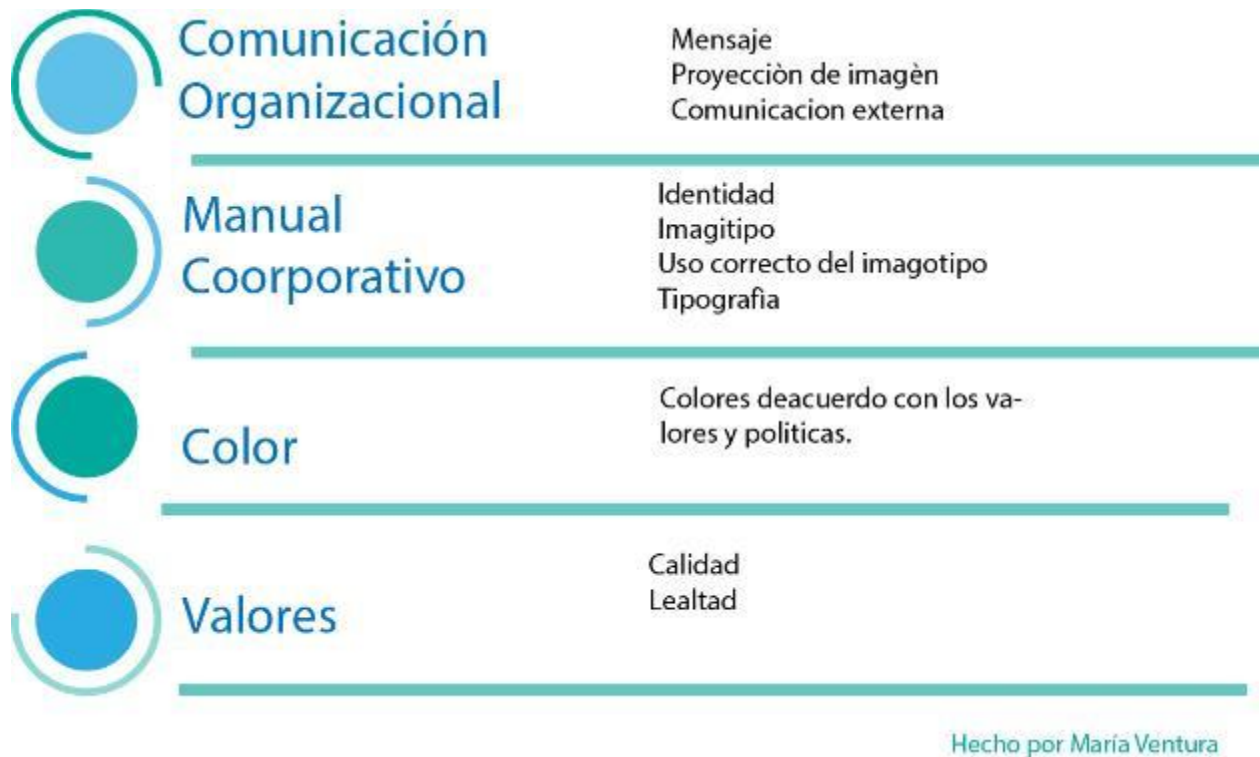 Comunicación
Organizacional
Mensaje
Proyecciòn de imagèn
Comunicacion externa
Manual
Coorporativo
Identidad
Imagitipo
Uso correcto del imagotipo
Tipografìa
Color
Colores deacuerdo con los va-
lores y politicas.
Valores
Calidad
Lealtad
Hecho por María Ventura